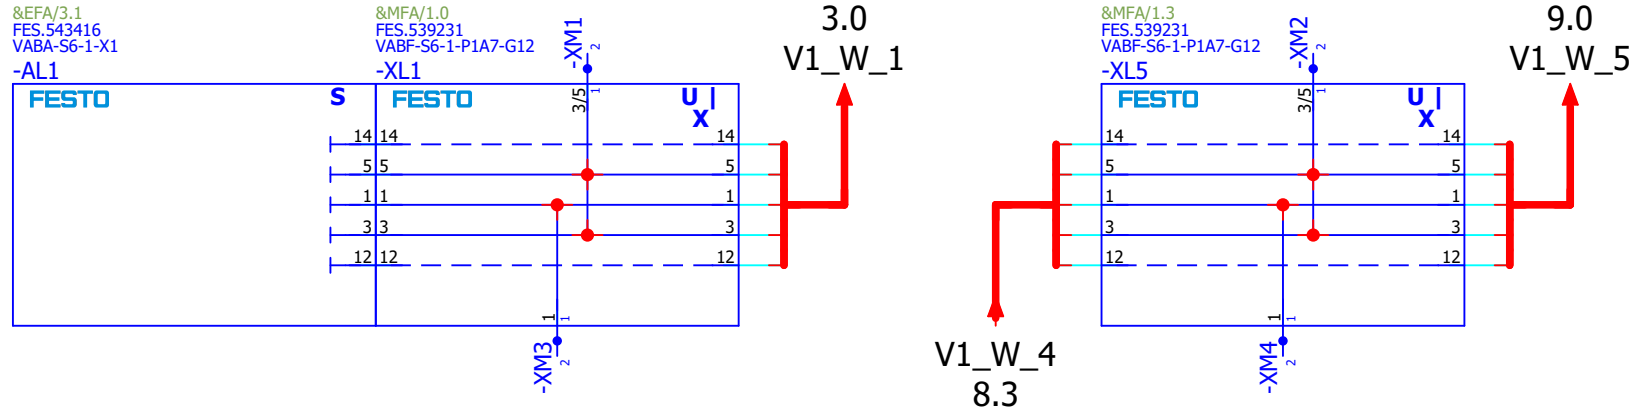 &EFA/3.1
FES.543416
VABA-S6-1-X1
-AL1
FESTO
S
14
5
1
3
12
&MFA/1.0
FES.539231
VABF-S6-1-P1A7-G12
-XL1
FESTO
U |
X
-XM1
2
1
3/5
14
5
1
3
12
14
5
1
3
12
1
1
-XM3
2
3.0
V1_W_1
V1_W_4
8.3
&MFA/1.3
FES.539231
VABF-S6-1-P1A7-G12
-XL5
FESTO
U |
X
-XM2
2
1
3/5
14
5
1
3
12
14
5
1
3
12
1
1
-XM4
2
9.0
V1_W_5